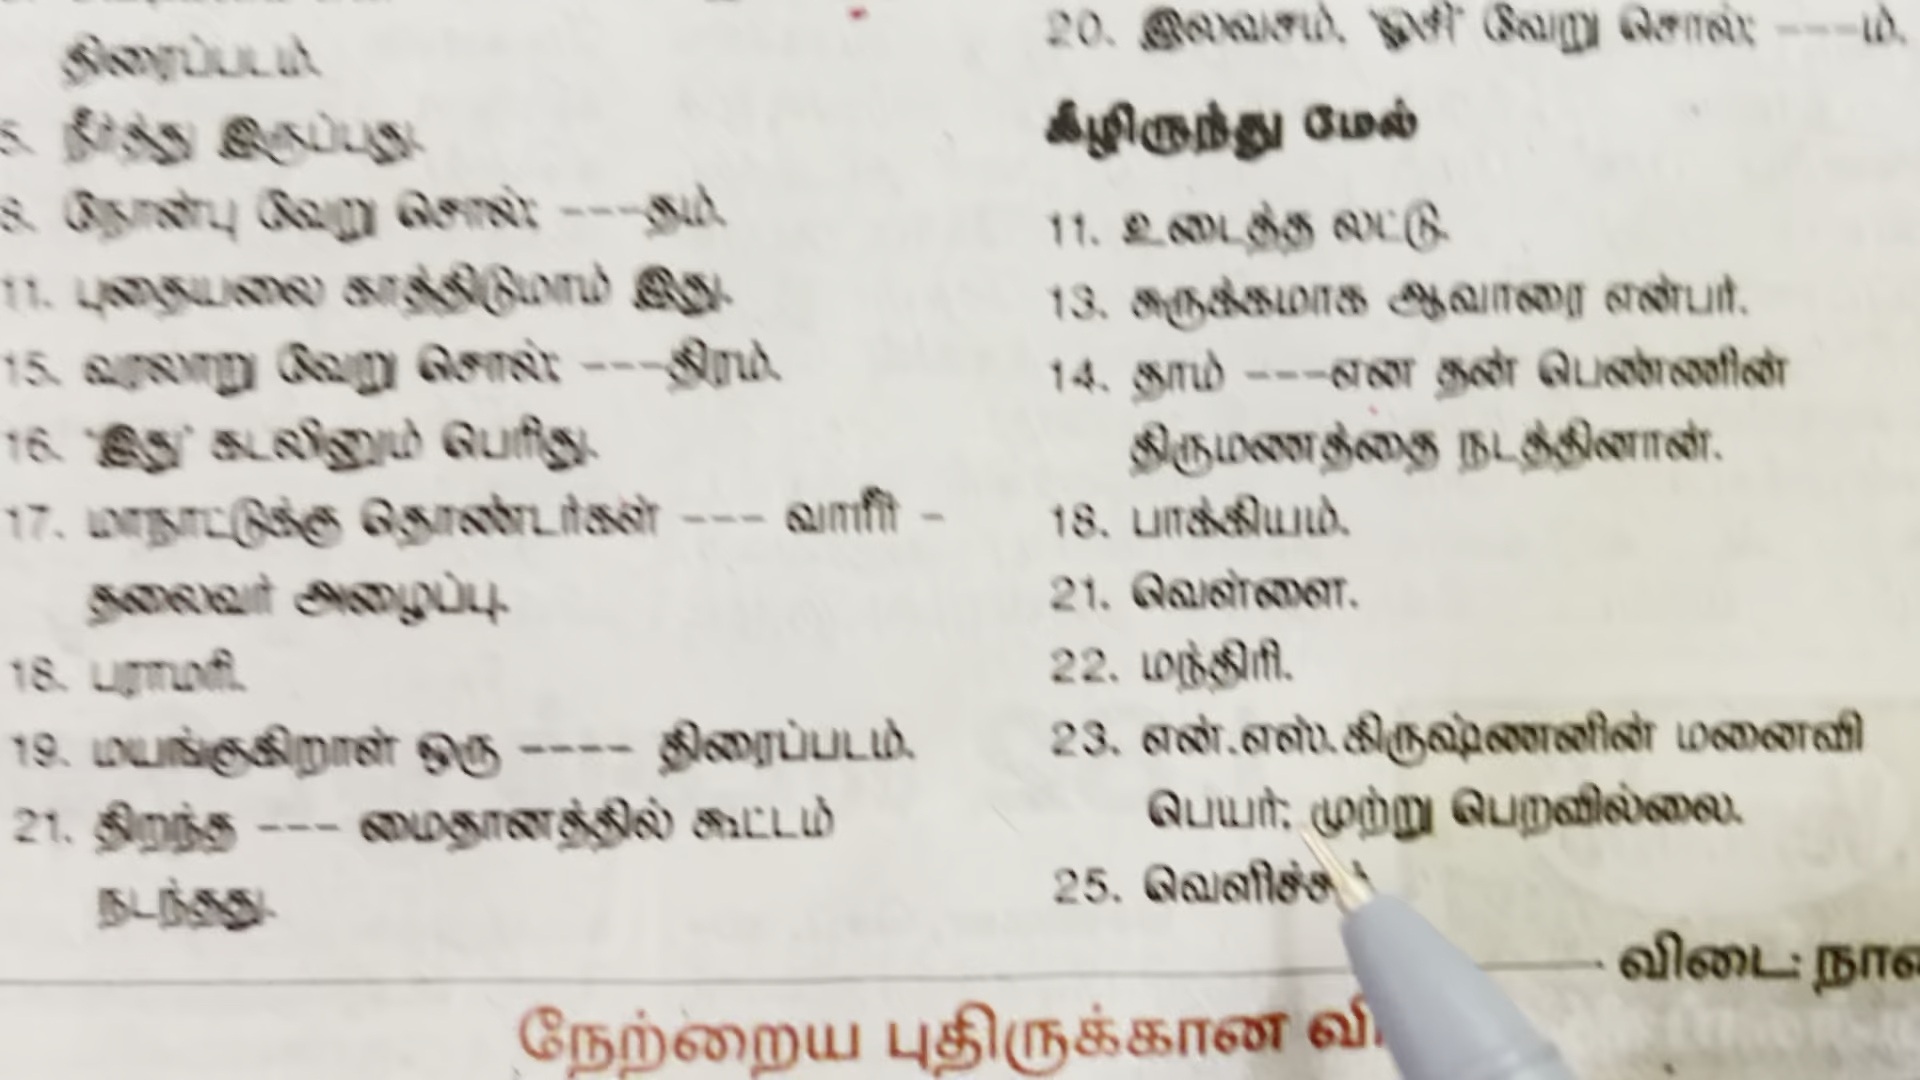 திரைப்படம்.
5. நீர்த்து இருப்பது.
8. நோன்பு வேறு சொல்: ---தம்.
11. புதையலை காத்திடுமாம் இது.
15. வரலாறு வேறு சொல்: ---திரம்.
16. 'இது' கடலினும் பெரிது.
17. மாநாட்டுக்கு தொண்டர்கள் --- வாரீர் -
தலைவர் அழைப்பு.
18. பராமரி.
19. மயங்குகிறாள் ஒரு ---- திரைப்படம்.
21. திறந்த --- மைதானத்தில் கூட்டம்
நடந்தது.
20. இலவசம். 'ஓசி' வேறு சொல்: ---ம்.
கீழிருந்து மேல்
11. உடைத்த லட்டு.
13. சுருக்கமாக ஆவாரை என்பர்.
14. தாம் ---என தன் பெண்ணின்
திருமணத்தை நடத்தினான்.
18. பாக்கியம்.
21. வெள்ளை.
22. மந்திரி.
23. என்.எஸ்.கிருஷ்ணனின் மனைவி
பெயர்; முற்று பெறவில்லை.
25. வெளிச்ச
விடை: நா
நேற்றைய புதிருக்கான வி